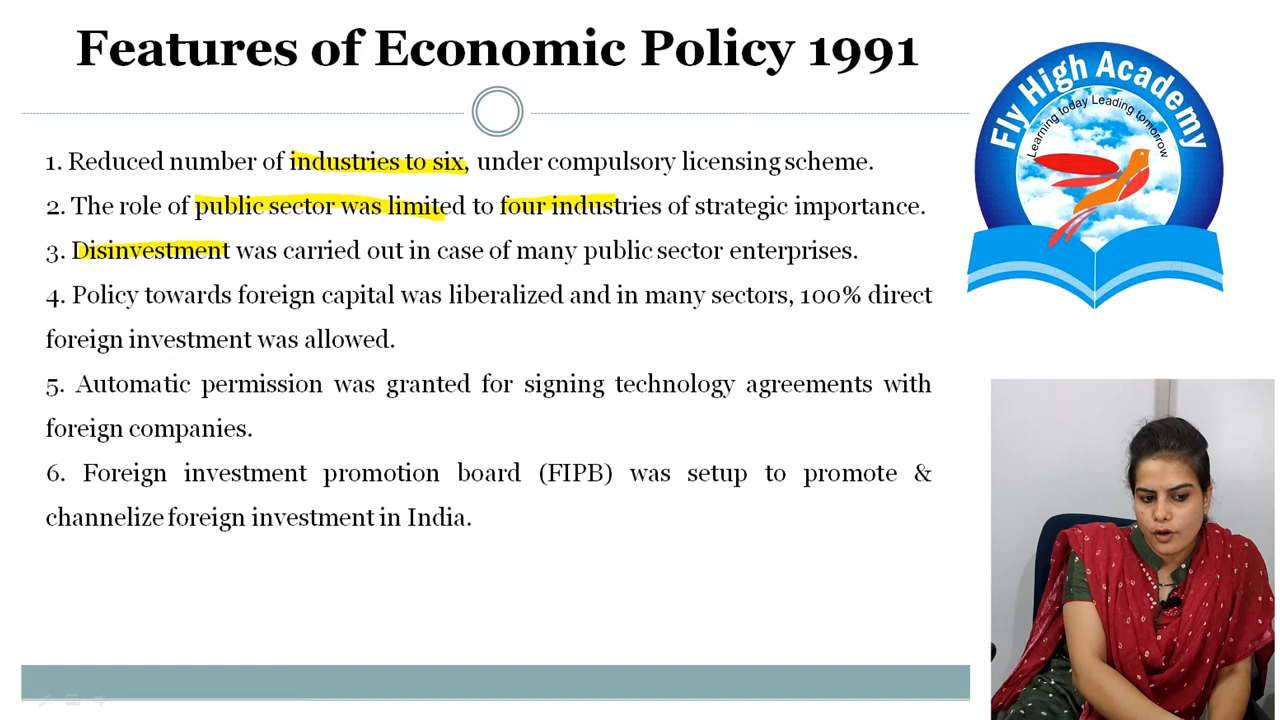 Features of Economic Policy 1991
1. Reduced number of industries to six, under compulsory licensing scheme.
2. The role of public sector was limited to four industries of strategic importance.
3. Disinvestment was carried out in case of many public sector enterprises.
4. Policy towards foreign capital was liberalized and in many sectors, 100% direct
foreign investment was allowed.
5. Automatic permission was granted for signing technology agreements with
foreign companies.
6. Foreign investment promotion board (FIPB) was setup to promote &
channelize foreign investment in India.
Fly High Academy
Learning today Leading tomorrow